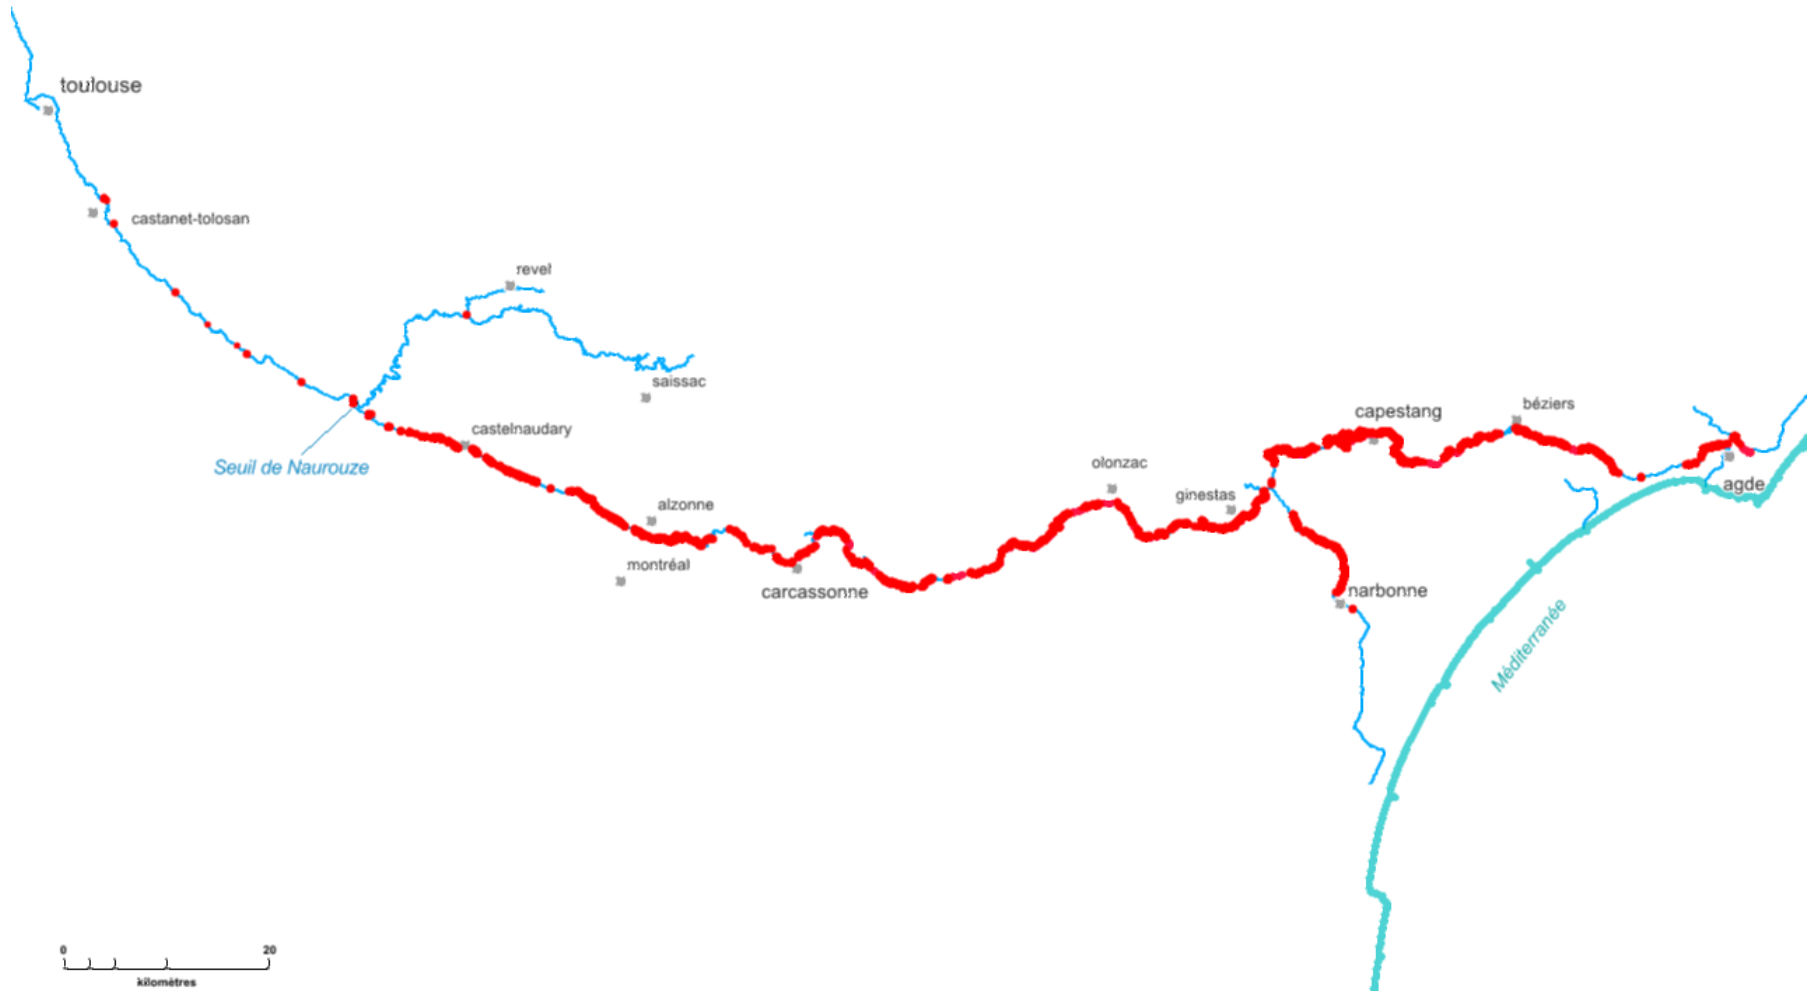 toulouse
castanet-tolosan
revel
saissac
Seuil de Naurouze
castelnaudary
alzonne
montréal
carcassonne
olonzac
ginestas
capestang
béziers
agde
narbonne
Méditerranée
0 20
kilomètres